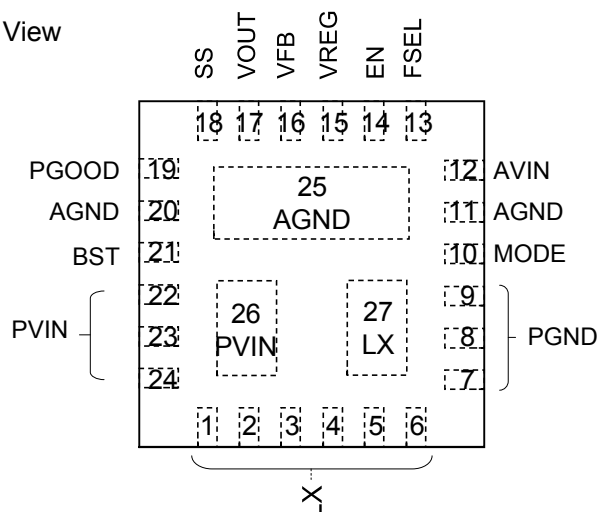 View
SS VOUT VFB VREG EN FSEL
18 17 16 15 14 13
PGOOD 19 12 AVIN
25
AGND 20 11 AGND
AGND
BST 21 10 MODE
22 9
26 27
PVIN 23 8 PGND
PVIN LX
24 7
1 2 3 4 5 6
LX